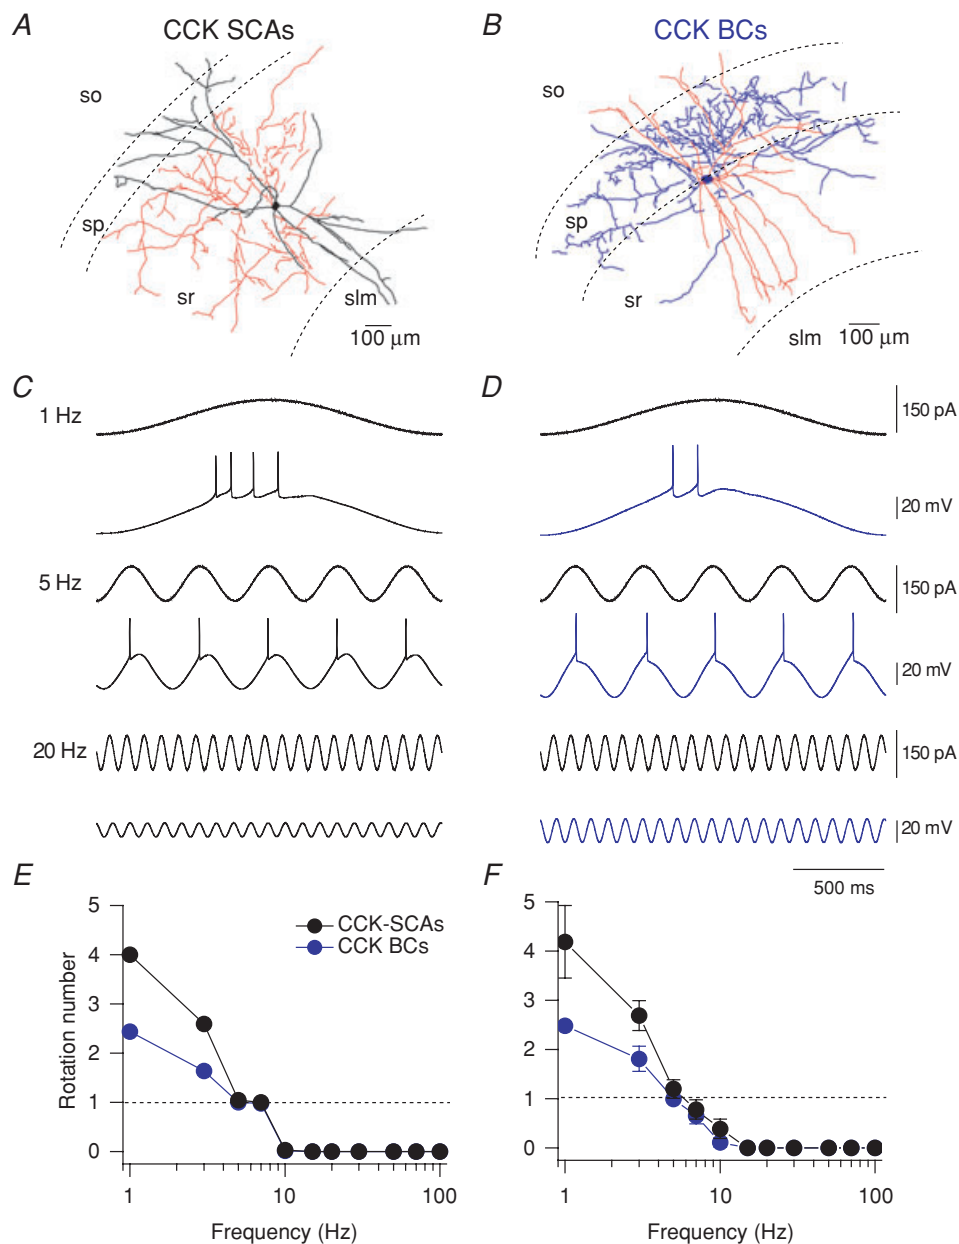 A
CCK SCAs
B
CCK BCs
so
so
sp
sp
sr
sr
slm
slm
100 μm
100 μm
C
D
1 Hz
150 pA
20 mV
5 Hz
150 pA
20 mV
20 Hz
150 pA
20 mV
500 ms
E
F
CCK-SCAs
CCK BCs
Rotation number
5
4
3
2
1
0
1
10
100
Frequency (Hz)
5
4
3
2
1
0
1
10
100
Frequency (Hz)